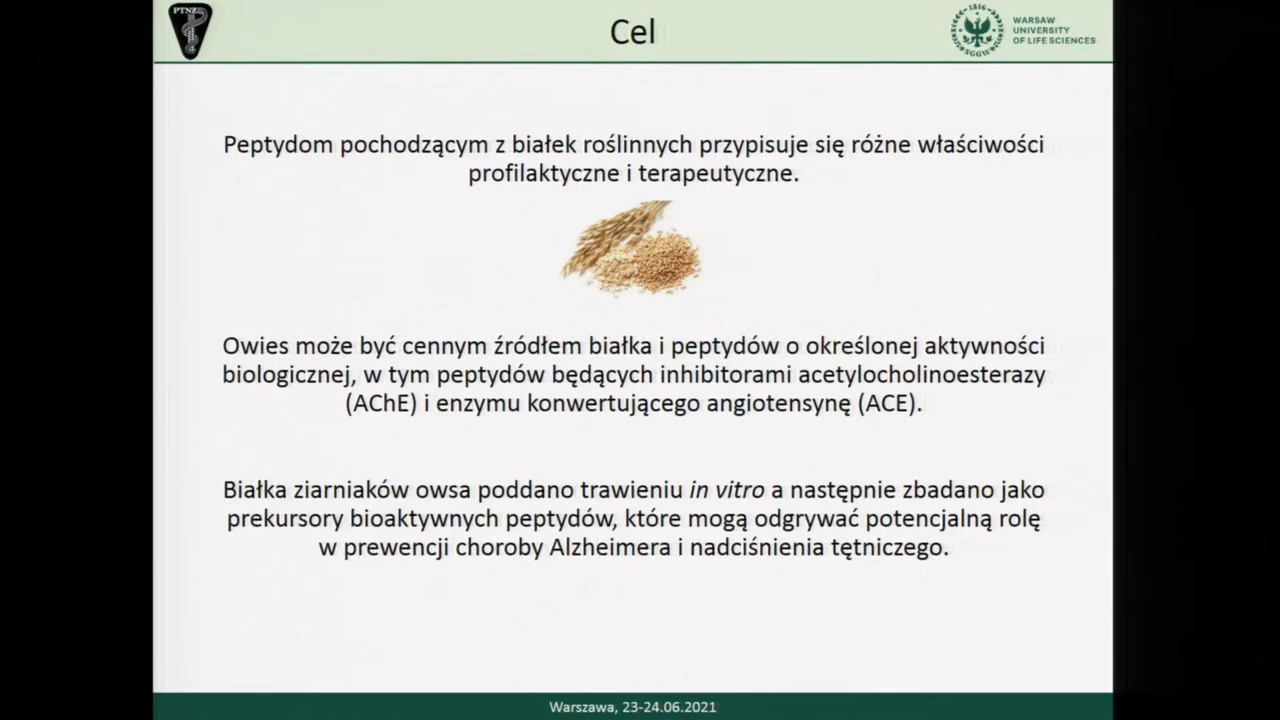 PTNZ
Cel
1816
SGGW
WARSAW
UNIVERSITY
OF LIFE SCIENCES
Peptydom pochodzącym z białek roślinnych przypisuje się różne właściwości
profilaktyczne i terapeutyczne.
Owies może być cennym źródłem białka i peptydów o określonej aktywności
biologicznej, w tym peptydów będących inhibitorami acetylocholinoesterazy
(AChE) i enzymu konwertującego angiotensynę (ACE).
Białka ziarniaków owsa poddano trawieniu in vitro a następnie zbadano jako
prekursory bioaktywnych peptydów, które mogą odgrywać potencjalną rolę
w prewencji choroby Alzheimera i nadciśnienia tętniczego.
Warszawa, 23-24.06.2021